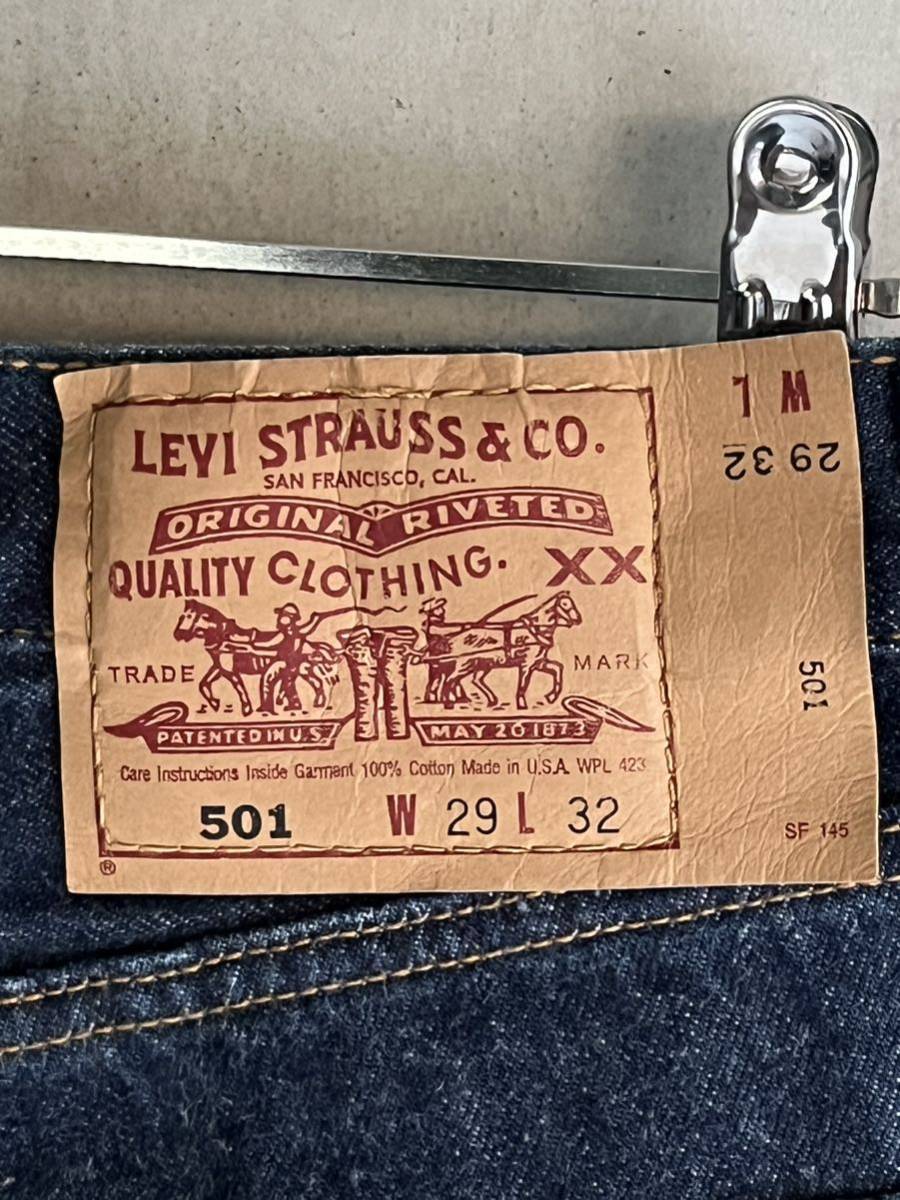 LEVI STRAUSS & CO.
SAN FRANCISCO, CAL.
ORIGINAL RIVETED
QUALITY CLOTHING. XX
TRADE MARK
PATENTED IN U.S. MAY 20 1873
Care Instructions Inside Garment 100% Cotton Made in U.S.A. WPL 423
501 W 29 L 32
®
W L
29 32
501
SF 145